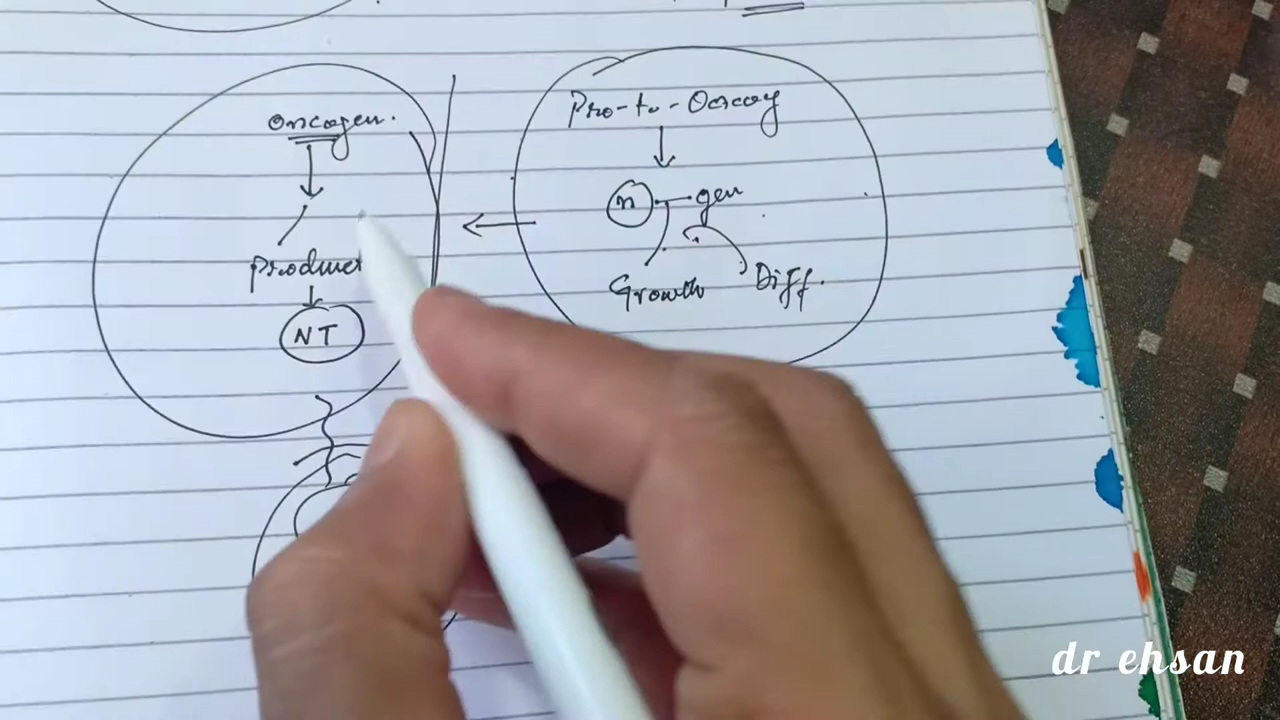 oncogen.
Product
NT
Pro-to-Oncog
n gen
Growth Diff.
dr ehsan